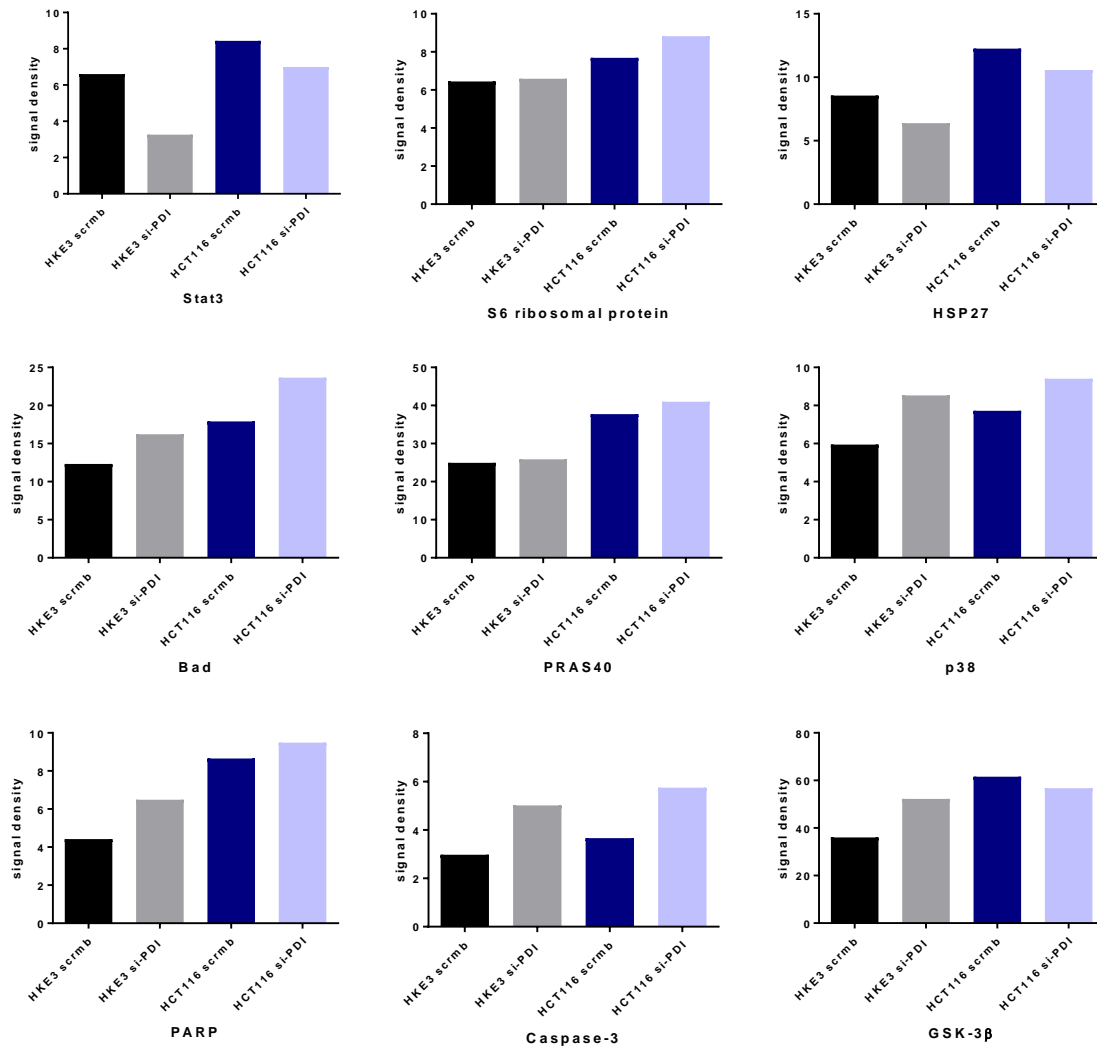 10
8
6
4
2
0
signal density
HKE3 scrmb
HKE3 si-PDI
HCT116 scrmb
HCT116 si-PDI
Stat3
10
8
6
4
2
0
signal density
HKE3 scrmb
HKE3 si-PDI
HCT116 scrmb
HCT116 si-PDI
S6 ribosomal protein
15
10
5
0
signal density
HKE3 scrmb
HKE3 si-PDI
HCT116 scrmb
HCT116 si-PDI
HSP27
25
20
15
10
5
0
signal density
HKE3 scrmb
HKE3 si-PDI
HCT116 scrmb
HCT116 si-PDI
Bad
50
40
30
20
10
0
signal density
HKE3 scrmb
HKE3 si-PDI
HCT116 scrmb
HCT116 si-PDI
PRAS40
10
8
6
4
2
0
signal density
HKE3 scrmb
HKE3 si-PDI
HCT116 scrmb
HCT116 si-PDI
p38
10
8
6
4
2
0
signal density
HKE3 scrmb
HKE3 si-PDI
HCT116 scrmb
HCT116 si-PDI
PARP
8
6
4
2
0
signal density
HKE3 scrmb
HKE3 si-PDI
HCT116 scrmb
HCT116 si-PDI
Caspase-3
80
60
40
20
0
signal density
HKE3 scrmb
HKE3 si-PDI
HCT116 scrmb
HCT116 si-PDI
GSK-3β